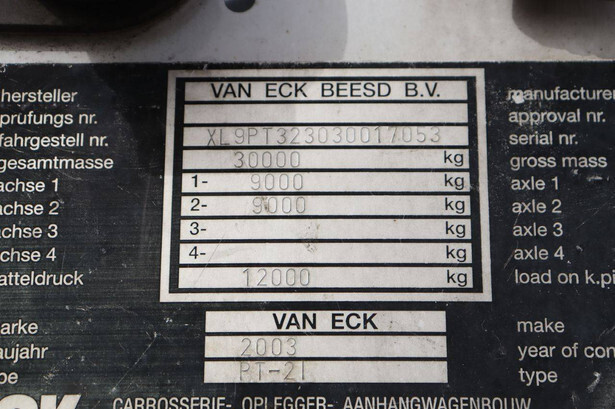 hersteller VAN ECK BEESD B.V. manufacturer
prüfungs nr. approval nr.
fahrgestell nr. XL9PT323030017053 serial nr.
gesamtmasse 30000 kg gross mass
achse 1 1- 9000 kg axle 1
achse 2 2- 9000 kg axle 2
achse 3 3- kg axle 3
achse 4 4- kg axle 4
atteldruck 12000 kg load on k.pi
arke VAN ECK make
aujahr 2003 year of con
pe PT-2I type
CK CARROSSERIE- OPLEGGER- AANHANGWAGENBOUW